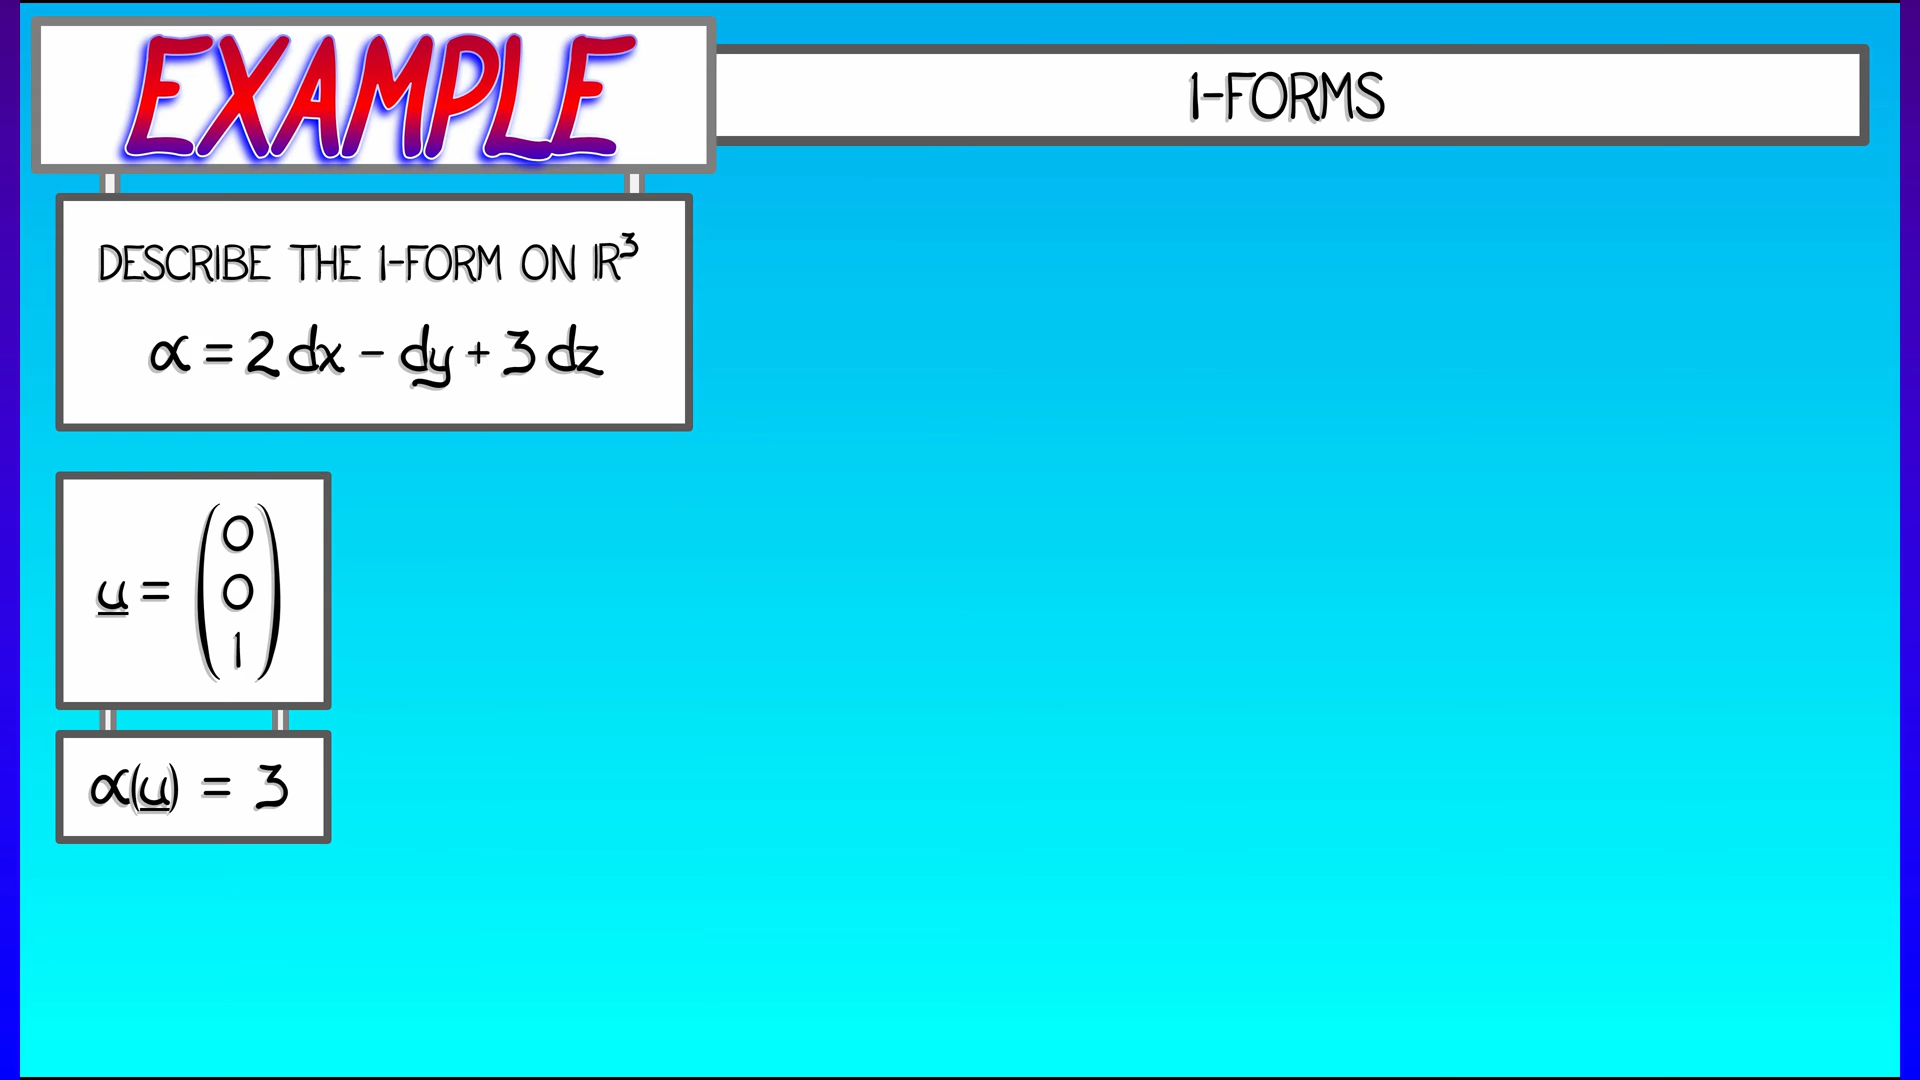 EXAMPLE
1-FORMS
DESCRIBE THE 1-FORM ON ℝ³
α = 2 dx - dy + 3 dz
u = (0
0
1)
α(u) = 3